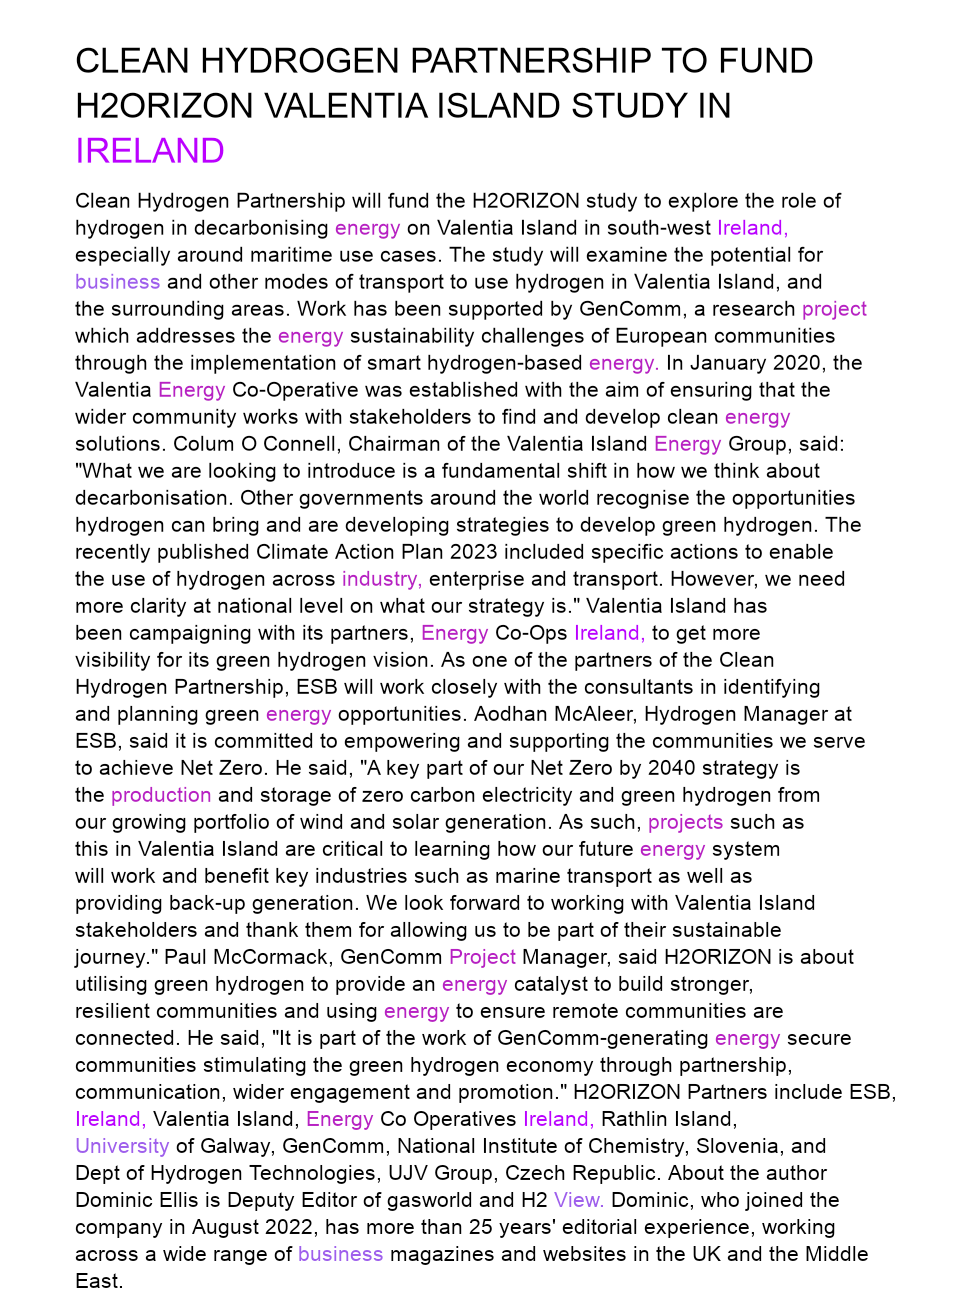 CLEAN HYDROGEN PARTNERSHIP TO FUND
H2ORIZON VALENTIA ISLAND STUDY IN
IRELAND
Clean Hydrogen Partnership will fund the H2ORIZON study to explore the role of
hydrogen in decarbonising energy on Valentia Island in south-west Ireland,
especially around maritime use cases. The study will examine the potential for
business and other modes of transport to use hydrogen in Valentia Island, and
the surrounding areas. Work has been supported by GenComm, a research project
which addresses the energy sustainability challenges of European communities
through the implementation of smart hydrogen-based energy. In January 2020, the
Valentia Energy Co-Operative was established with the aim of ensuring that the
wider community works with stakeholders to find and develop clean energy
solutions. Colum O Connell, Chairman of the Valentia Island Energy Group, said:
"What we are looking to introduce is a fundamental shift in how we think about
decarbonisation. Other governments around the world recognise the opportunities
hydrogen can bring and are developing strategies to develop green hydrogen. The
recently published Climate Action Plan 2023 included specific actions to enable
the use of hydrogen across industry, enterprise and transport. However, we need
more clarity at national level on what our strategy is." Valentia Island has
been campaigning with its partners, Energy Co-Ops Ireland, to get more
visibility for its green hydrogen vision. As one of the partners of the Clean
Hydrogen Partnership, ESB will work closely with the consultants in identifying
and planning green energy opportunities. Aodhan McAleer, Hydrogen Manager at
ESB, said it is committed to empowering and supporting the communities we serve
to achieve Net Zero. He said, "A key part of our Net Zero by 2040 strategy is
the production and storage of zero carbon electricity and green hydrogen from
our growing portfolio of wind and solar generation. As such, projects such as
this in Valentia Island are critical to learning how our future energy system
will work and benefit key industries such as marine transport as well as
providing back-up generation. We look forward to working with Valentia Island
stakeholders and thank them for allowing us to be part of their sustainable
journey." Paul McCormack, GenComm Project Manager, said H2ORIZON is about
utilising green hydrogen to provide an energy catalyst to build stronger,
resilient communities and using energy to ensure remote communities are
connected. He said, "It is part of the work of GenComm-generating energy secure
communities stimulating the green hydrogen economy through partnership,
communication, wider engagement and promotion." H2ORIZON Partners include ESB,
Ireland, Valentia Island, Energy Co Operatives Ireland, Rathlin Island,
University of Galway, GenComm, National Institute of Chemistry, Slovenia, and
Dept of Hydrogen Technologies, UJV Group, Czech Republic. About the author
Dominic Ellis is Deputy Editor of gasworld and H2 View. Dominic, who joined the
company in August 2022, has more than 25 years' editorial experience, working
across a wide range of business magazines and websites in the UK and the Middle
East.